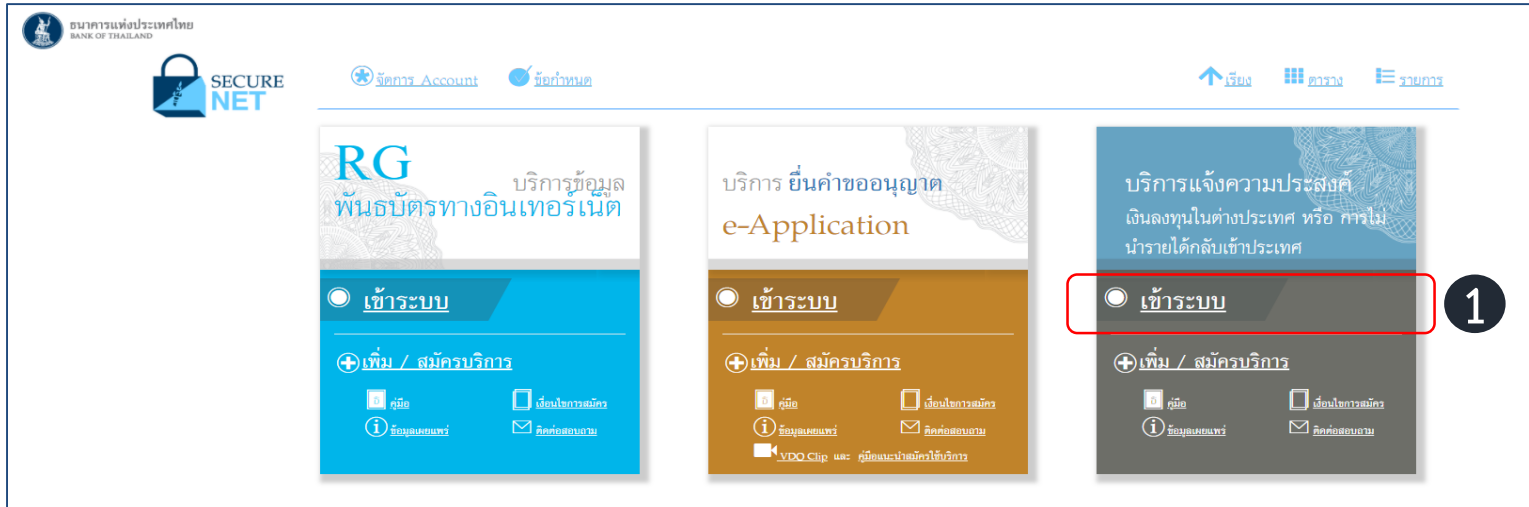 ธนาคารแห่งประเทศไทย
BANK OF THAILAND
SECURE
NET
จัดการ Account ข้อกำหนด
เรียง ตาราง รายการ
RG
บริการข้อมูล
พันธบัตรทางอินเทอร์เน็ต
เข้าระบบ
เพิ่ม / สมัครบริการ
คู่มือ เงื่อนไขการสมัคร
ข้อมูลเผยแพร่ ติดต่อสอบถาม
บริการ ยื่นคำขออนุญาต
e-Application
เข้าระบบ
เพิ่ม / สมัครบริการ
คู่มือ เงื่อนไขการสมัคร
ข้อมูลเผยแพร่ ติดต่อสอบถาม
VDO Clip และ คู่มือแนะนำสมัครใช้บริการ
บริการแจ้งความประสงค์
เงินลงทุนในต่างประเทศ หรือ การไม่
นำรายได้กลับเข้าประเทศ
เข้าระบบ
1
เพิ่ม / สมัครบริการ
คู่มือ เงื่อนไขการสมัคร
ข้อมูลเผยแพร่ ติดต่อสอบถาม